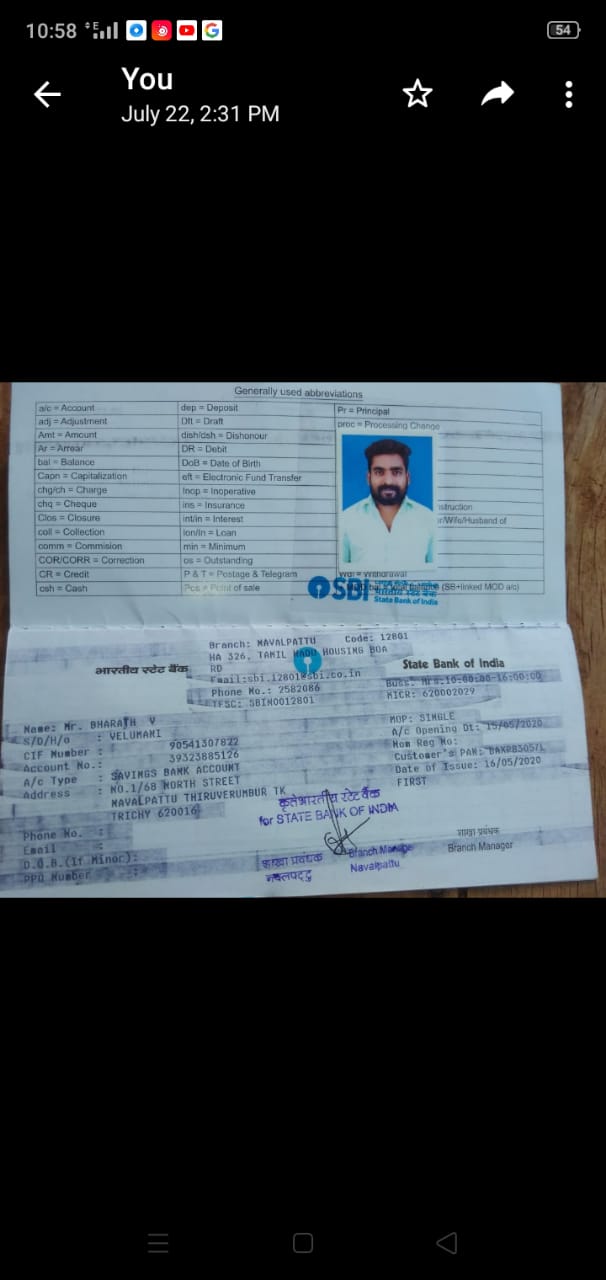 10:58
54
You
July 22, 2:31 PM
Generally used abbreviations
a/c = Account dep = Deposit Pr = Principal
adj = Adjustment Dft = Draft proc = Processing Change
Amt = Amount dish/dsh = Dishonour
Ar = Arrear DR = Debit
bal = Balance DoB = Date of Birth
Capn = Capitalization eft = Electronic Fund Transfer
chg/ch = Charge Inop = Inoperative
chq = Cheque ins = Insurance nstruction
Clos = Closure int/in = Interest r/Wife/Husband of
coll = Collection lon/ln = Loan
comm = Commision min = Minimum
COR/CORR = Correction os = Outstanding
CR = Credit P & T = Postage & Telegram Wdl = Withdrawal
csh = Cash Pos = Point of sale (SB+linked MOD a/c)
SBI
भारतीय स्टेट बैंक
State Bank of India
Branch: NAVALPATTU Code: 12801
HA 326, TAMIL NADU HOUSING BOA
RD
भारतीय स्टेट बैंक
State Bank of India
Email:sbi.12801@sbi.co.in
Buss. Hrs:10:00:00-16:00:00
Phone No.: 2582086
MICR: 620002029
IFSC: SBIN0012801
Name: Mr. BHARATH V
MOP: SINGLE
S/D/H/o : VELUMANI
A/c Opening Dt: 15/05/2020
CIF Number : 90541307822
Nom Reg No:
Account No.: 39323885126
Customer's PAN:
A/c Type : SAVINGS BANK ACCOUNT
Date of Issue: 16/05/2020
Address : NO.1/68 NORTH STREET
FIRST
NAVALPATTU THIRUVERUMBUR TK
TRICHY 620016
कृते भारतीय स्टेट बैंक
for STATE BANK OF INDIA
Phone No. :
Email :
D.O.B.(If Minor):
PPO Number :
शाखा प्रबंधक Branch Manager
नवलपट्टु Navalpattu
शाखा प्रबंधक
Branch Manager